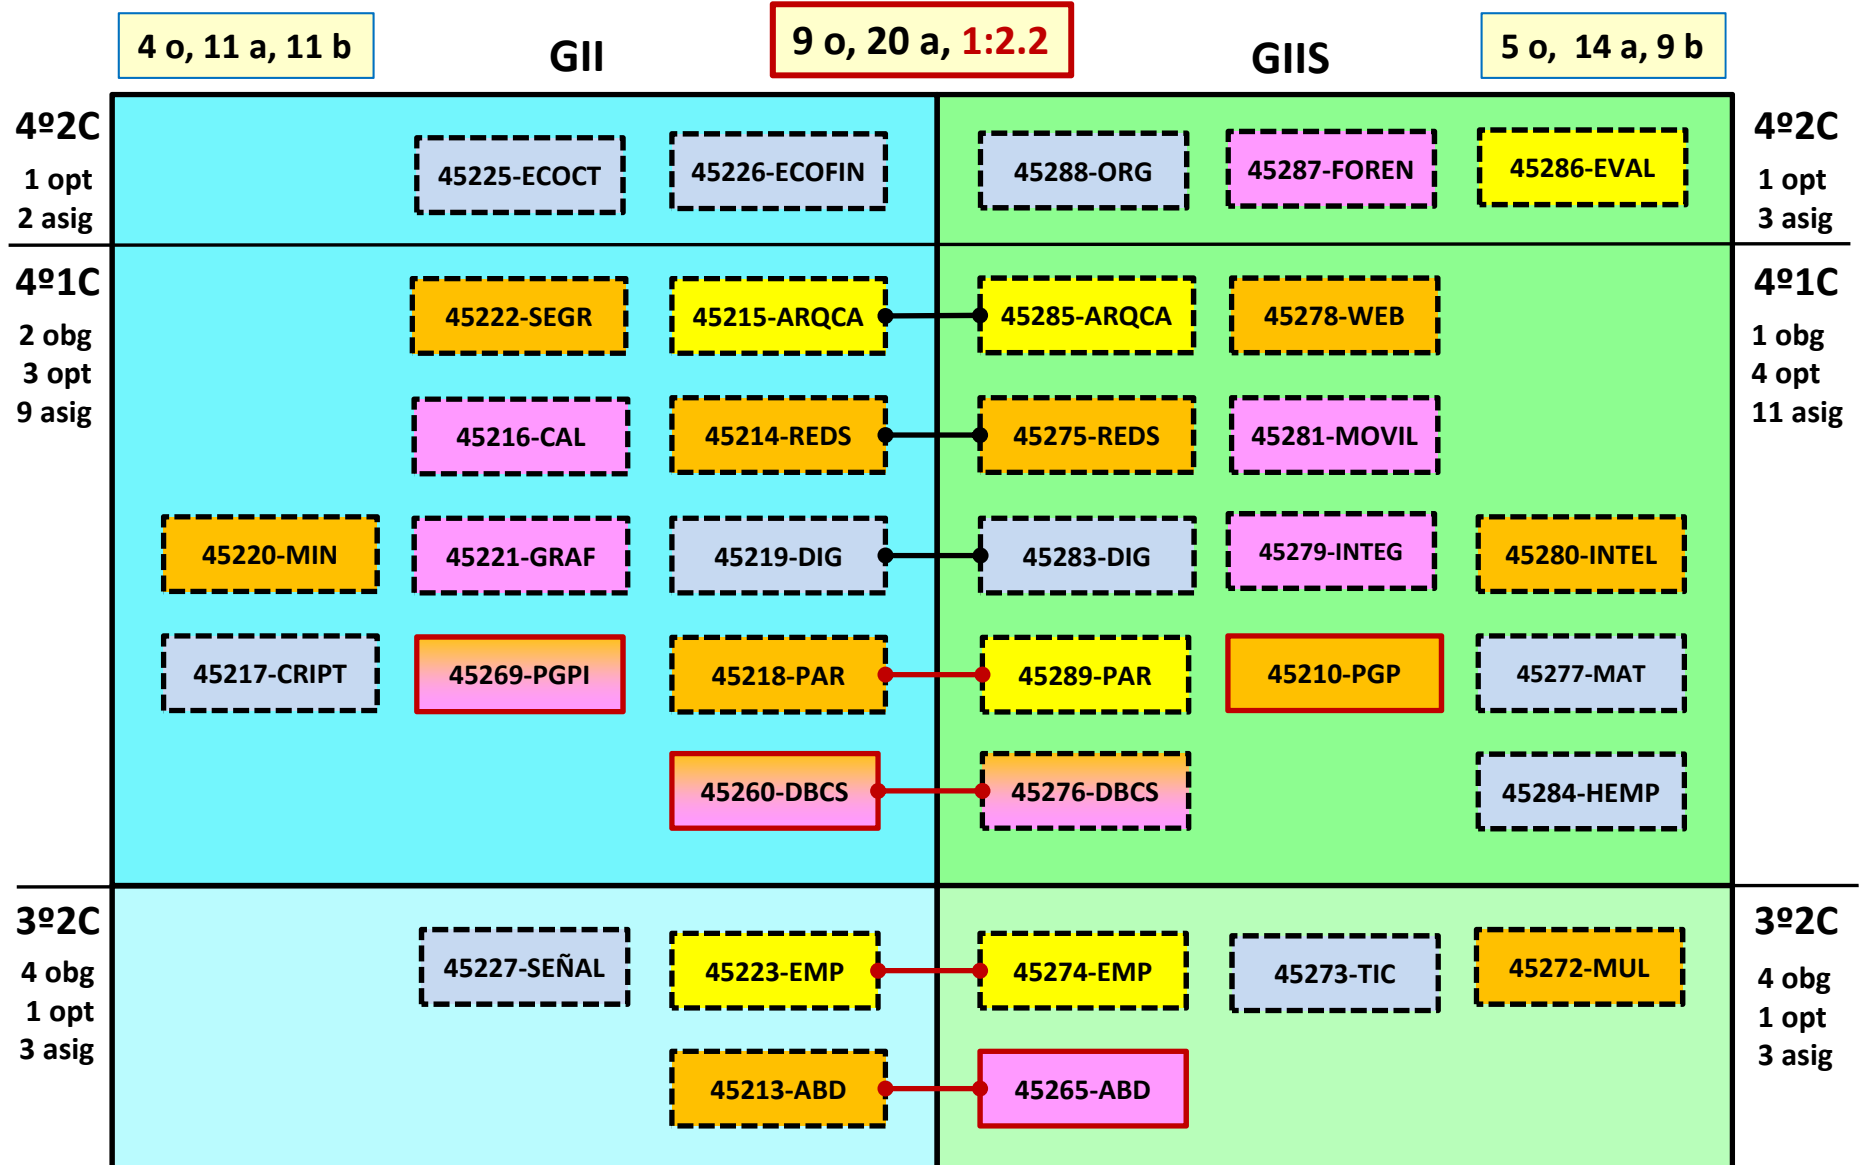 4 o, 11 a, 11 b
GII
9 o, 20 a, 1:2.2
GIIS
5 o, 14 a, 9 b
4º2C
1 opt
2 asig
45225-ECOCT
45226-ECOFIN
45288-ORG
45287-FOREN
45286-EVAL
4º2C
1 opt
3 asig
4º1C
2 obg
3 opt
9 asig
45222-SEGR
45215-ARQCA
45285-ARQCA
45278-WEB
4º1C
1 obg
4 opt
11 asig
45216-CAL
45214-REDS
45275-REDS
45281-MOVIL
45220-MIN
45221-GRAF
45219-DIG
45283-DIG
45279-INTEG
45280-INTEL
45217-CRIPT
45269-PGPI
45218-PAR
45289-PAR
45210-PGP
45277-MAT
45260-DBCS
45276-DBCS
45284-HEMP
3º2C
4 obg
1 opt
3 asig
45227-SEÑAL
45223-EMP
45274-EMP
45273-TIC
45272-MUL
3º2C
4 obg
1 opt
3 asig
45213-ABD
45265-ABD